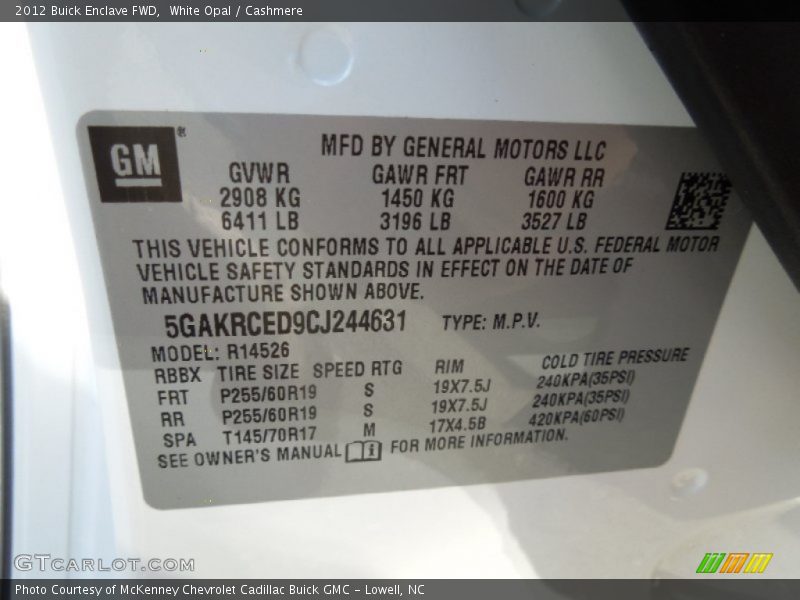 2012 Buick Enclave FWD,  White Opal / Cashmere
GM®
MFD BY GENERAL MOTORS LLC
GVWR GAWR FRT GAWR RR
2908 KG 1450 KG 1600 KG
6411 LB 3196 LB 3527 LB
THIS VEHICLE CONFORMS TO ALL APPLICABLE U.S. FEDERAL MOTOR
VEHICLE SAFETY STANDARDS IN EFFECT ON THE DATE OF
MANUFACTURE SHOWN ABOVE.
5GAKRCED9CJ244631 TYPE: M.P.V.
MODEL: R14526
RBBX TIRE SIZE SPEED RTG RIM COLD TIRE PRESSURE
FRT P255/60R19 S 19X7.5J 240KPA(35PSI)
RR P255/60R19 S 19X7.5J 240KPA(35PSI)
SPA T145/70R17 M 17X4.5B 420KPA(60PSI)
SEE OWNER'S MANUAL i FOR MORE INFORMATION.
GTCARLOT.COM
Photo Courtesy of McKenney Chevrolet Cadillac Buick GMC - Lowell, NC